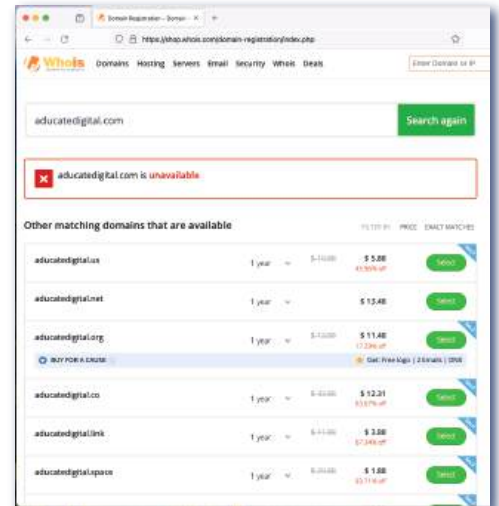 Domain Registration - Domain
https://shop.whois.com/domain-registration/index.php
Whois Domains Hosting Servers Email Security Whois Deals Enter Domain or IP
aducatedigital.com Search again
aducatedigital.com is unavailable
Other matching domains that are available FILTER BY PRICE EXACT MATCHES
aducatedigital.us 1 year $ 5.88 Select
aducatedigital.net 1 year $ 13.48 Select
aducatedigital.org 1 year $ 11.48 Select
BUY FOR A CAUSE Get: Free logo | 2 Emails | DNS
aducatedigital.co 1 year $ 12.31 Select
aducatedigital.link 1 year $ 3.88 Select
aducatedigital.space 1 year $ 1.88 Select